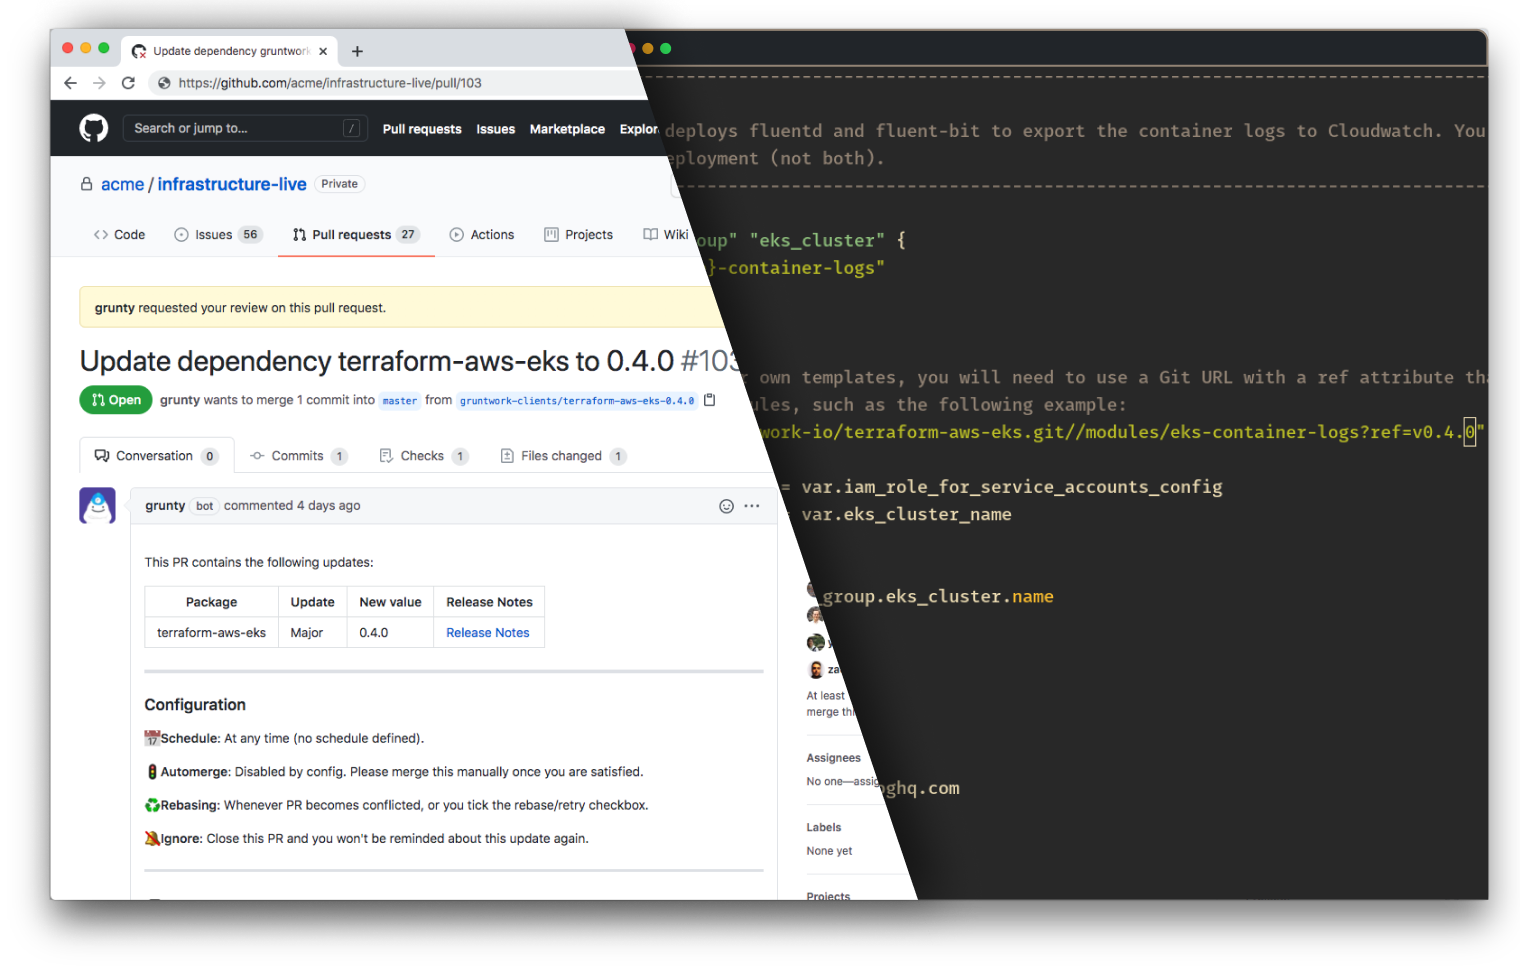 Update dependency gruntwork
https://github.com/acme/infrastructure-live/pull/103
Search or jump to... /
Pull requests Issues Marketplace Explor
acme / infrastructure-live Private
Code Issues 56 Pull requests 27 Actions Projects Wiki
grunty requested your review on this pull request.
Update dependency terraform-aws-eks to 0.4.0 #103
Open grunty wants to merge 1 commit into master from gruntwork-clients/terraform-aws-eks-0.4.0
Conversation 0 Commits 1 Checks 1 Files changed 1
grunty bot commented 4 days ago
This PR contains the following updates:
Package Update New value Release Notes
terraform-aws-eks Major 0.4.0 Release Notes
Configuration
17 Schedule: At any time (no schedule defined).
Automerge: Disabled by config. Please merge this manually once you are satisfied.
Rebasing: Whenever PR becomes conflicted, or you tick the rebase/retry checkbox.
Ignore: Close this PR and you won't be reminded about this update again.
y
za
At least
merge thi
Assignees
No one—assig
Labels
None yet
Projects
----------------------------------------
deploys fluentd and fluent-bit to export the container logs to Cloudwatch. You
eployment (not both).
----------------------------------------
oup" "eks_cluster" {
}-container-logs"
r own templates, you will need to use a Git URL with a ref attribute tha
ules, such as the following example:
work-io/terraform-aws-eks.git//modules/eks-container-logs?ref=v0.4.0"
= var.iam_role_for_service_accounts_config
= var.eks_cluster_name
_group.eks_cluster.name
oghq.com